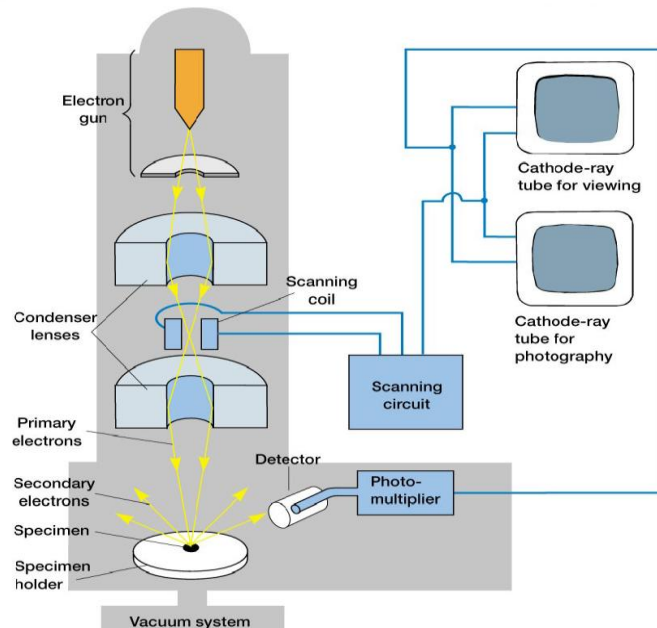 Electron
gun
Cathode-ray
tube for viewing
Scanning
coil
Condenser
lenses
Cathode-ray
tube for
photography
Scanning
circuit
Primary
electrons
Detector
Photo-
multiplier
Secondary
electrons
Specimen
Specimen
holder
Vacuum system